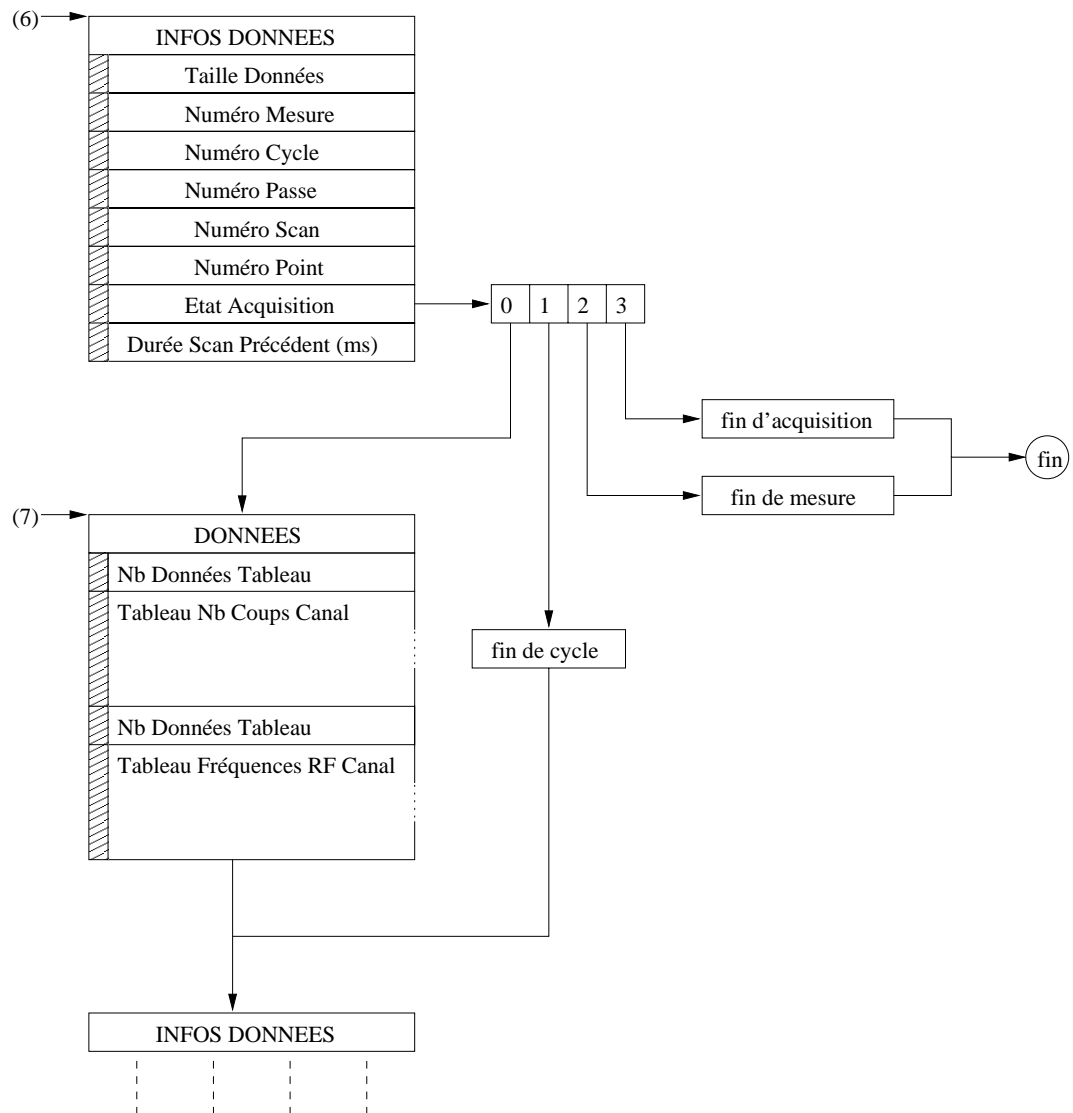 (6)
INFOS DONNEES
Taille Données
Numéro Mesure
Numéro Cycle
Numéro Passe
Numéro Scan
Numéro Point
Etat Acquisition
Durée Scan Précédent (ms)
0 1 2 3
fin d'acquisition
fin
fin de mesure
(7)
DONNEES
Nb Données Tableau
Tableau Nb Coups Canal
fin de cycle
Nb Données Tableau
Tableau Fréquences RF Canal
INFOS DONNEES